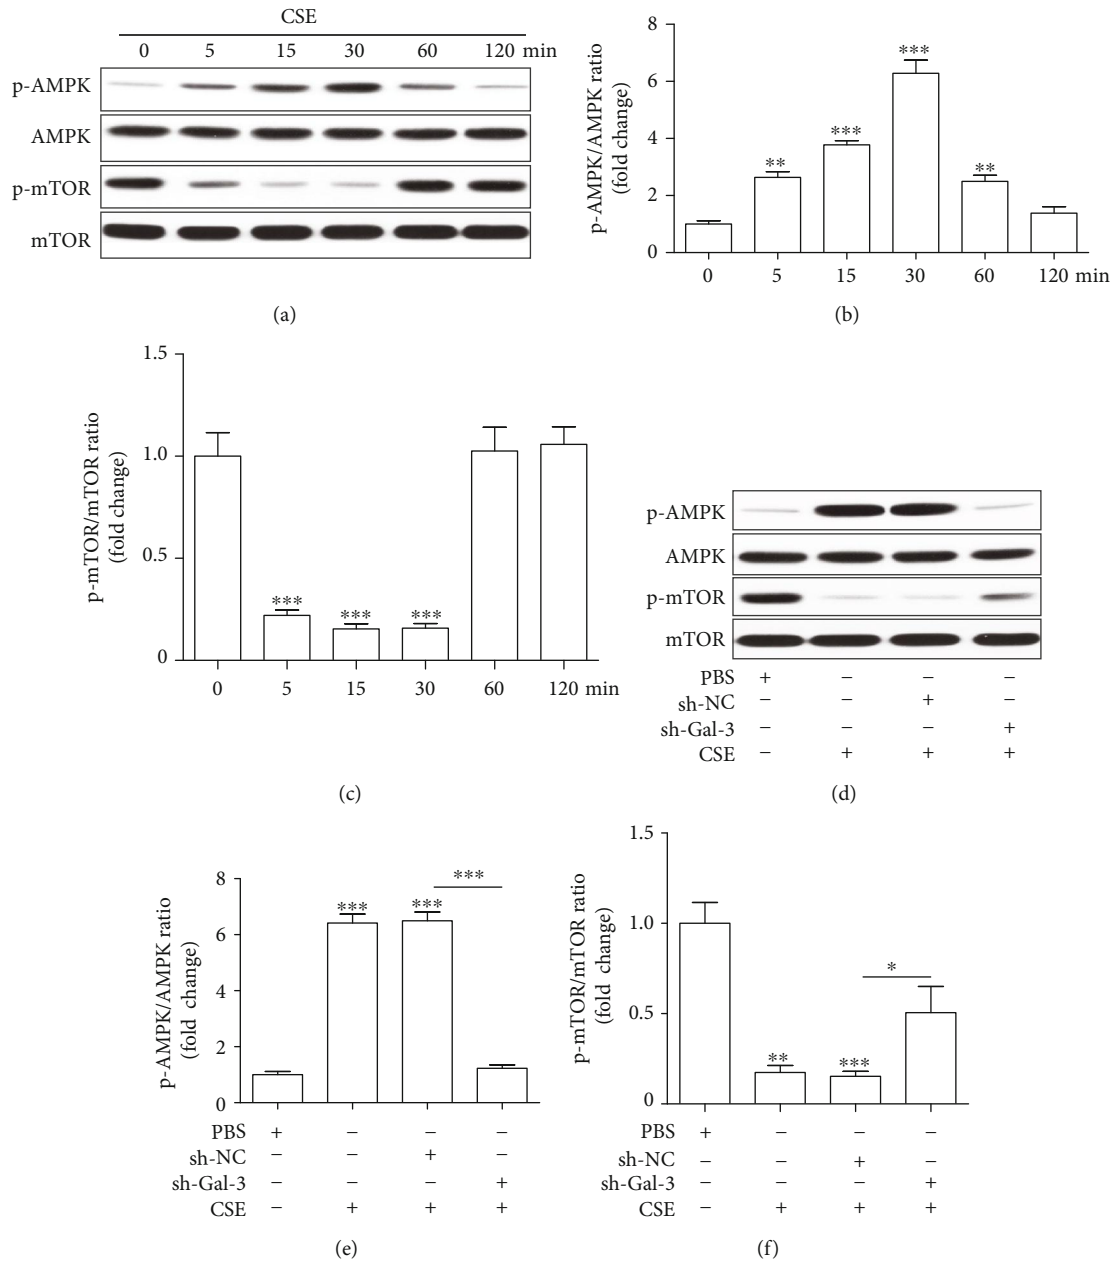 CSE
0 5 15 30 60 120 min
p-AMPK
AMPK
p-mTOR
mTOR
(a)
p-AMPK/AMPK ratio
(fold change)
8
6
4
2
0
**
***
***
**
0 5 15 30 60 120 min
(b)
p-mTOR/mTOR ratio
(fold change)
1.5
1.0
0.5
0
***
***
***
0 5 15 30 60 120 min
(c)
p-AMPK
AMPK
p-mTOR
mTOR
PBS + − − −
sh-NC − − + −
sh-Gal-3 − − − +
CSE − + + +
(d)
p-AMPK/AMPK ratio
(fold change)
8
6
4
2
0
***
***
***
PBS + − − −
sh-NC − − + −
sh-Gal-3 − − − +
CSE − + + +
(e)
p-mTOR/mTOR ratio
(fold change)
1.5
1.0
0.5
0
**
***
*
PBS + − − −
sh-NC − − + −
sh-Gal-3 − − − +
CSE − + + +
(f)